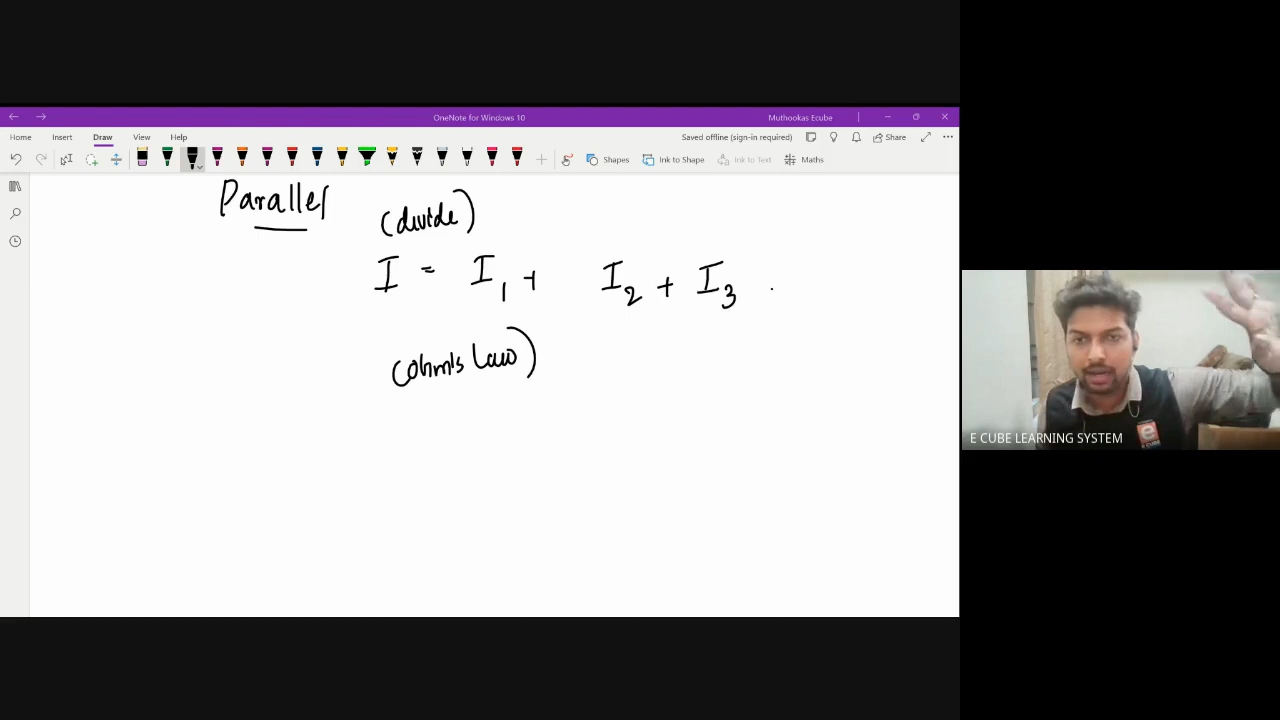 OneNote for Windows 10
Muthookas Ecube
Home Insert Draw View Help
Saved offline (sign-in required)
Share
Shapes
Ink to Shape
Ink to Text
Maths
Parallel
(divide)
I = I1 + I2 + I3
(ohm's Law)
e
E CUBE
E CUBE LEARNING SYSTEM